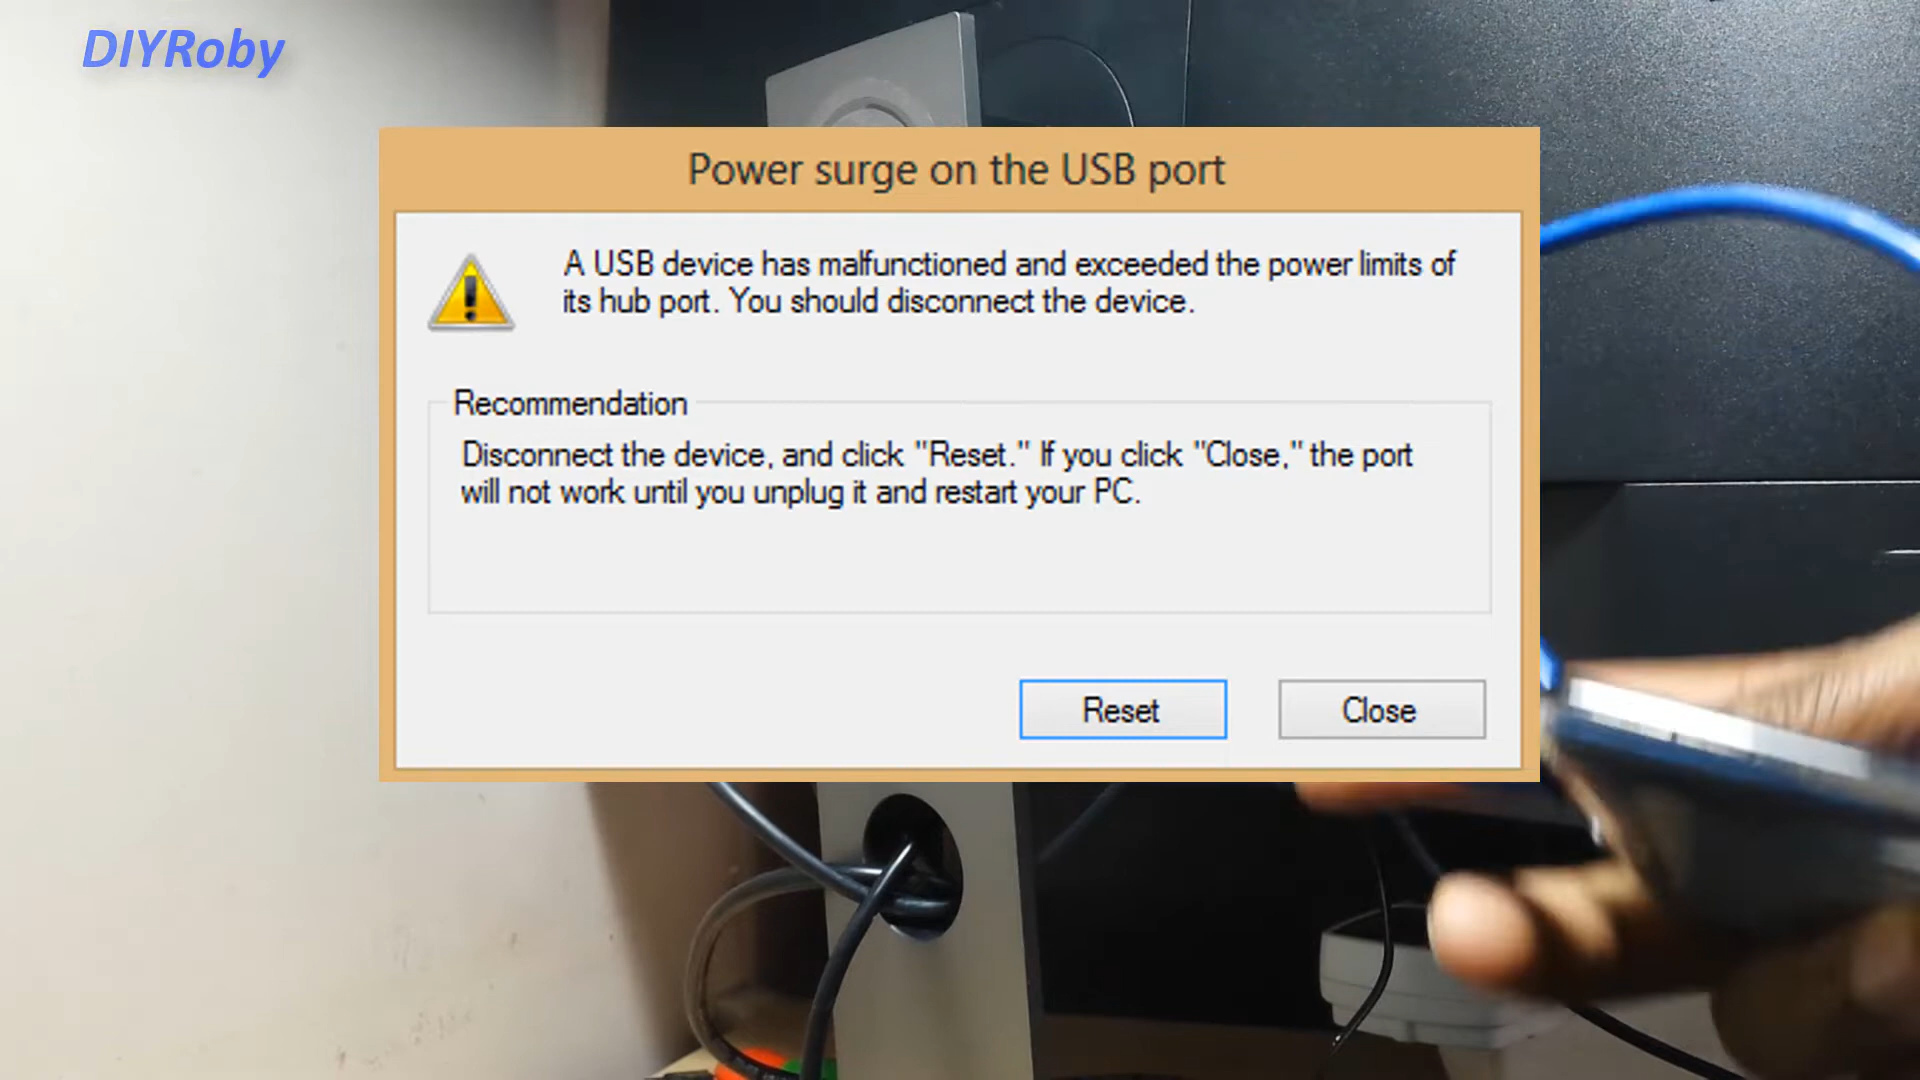 DIYRoby
Power surge on the USB port
A USB device has malfunctioned and exceeded the power limits of
its hub port. You should disconnect the device.
Recommendation
Disconnect the device, and click "Reset." If you click "Close," the port
will not work until you unplug it and restart your PC.
Reset
Close